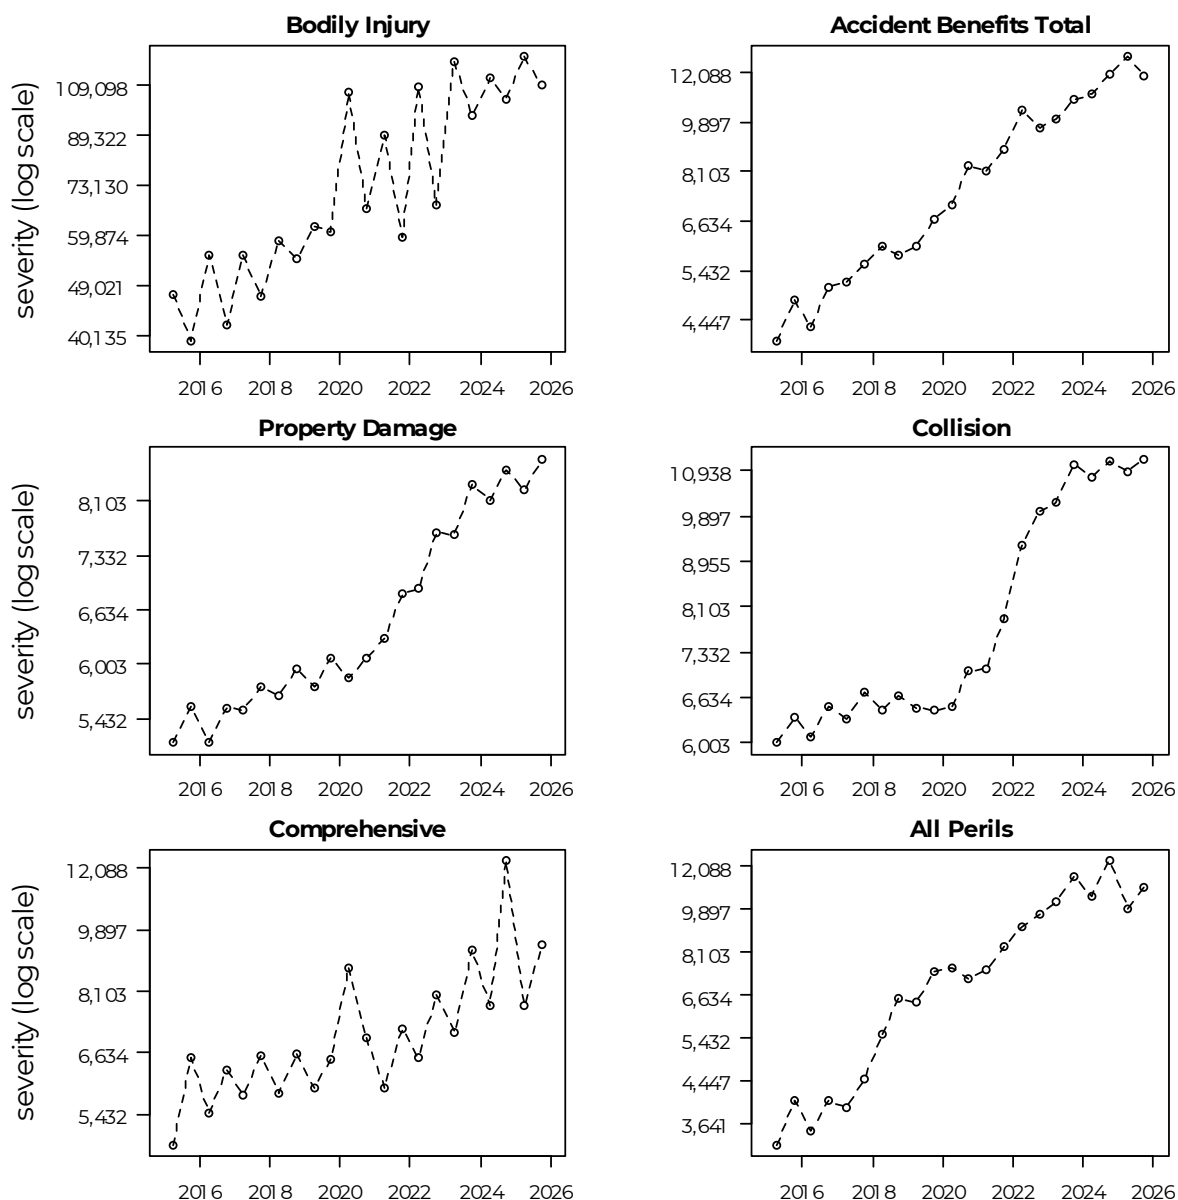 Bodily Injury
severity (log scale)
109,098
89,322
73,130
59,874
49,021
40,135
2016 2018 2020 2022 2024 2026
Accident Benefits Total
12,088
9,897
8,103
6,634
5,432
4,447
2016 2018 2020 2022 2024 2026
Property Damage
severity (log scale)
8,103
7,332
6,634
6,003
5,432
2016 2018 2020 2022 2024 2026
Collision
10,938
9,897
8,955
8,103
7,332
6,634
6,003
2016 2018 2020 2022 2024 2026
Comprehensive
severity (log scale)
12,088
9,897
8,103
6,634
5,432
2016 2018 2020 2022 2024 2026
All Perils
12,088
9,897
8,103
6,634
5,432
4,447
3,641
2016 2018 2020 2022 2024 2026